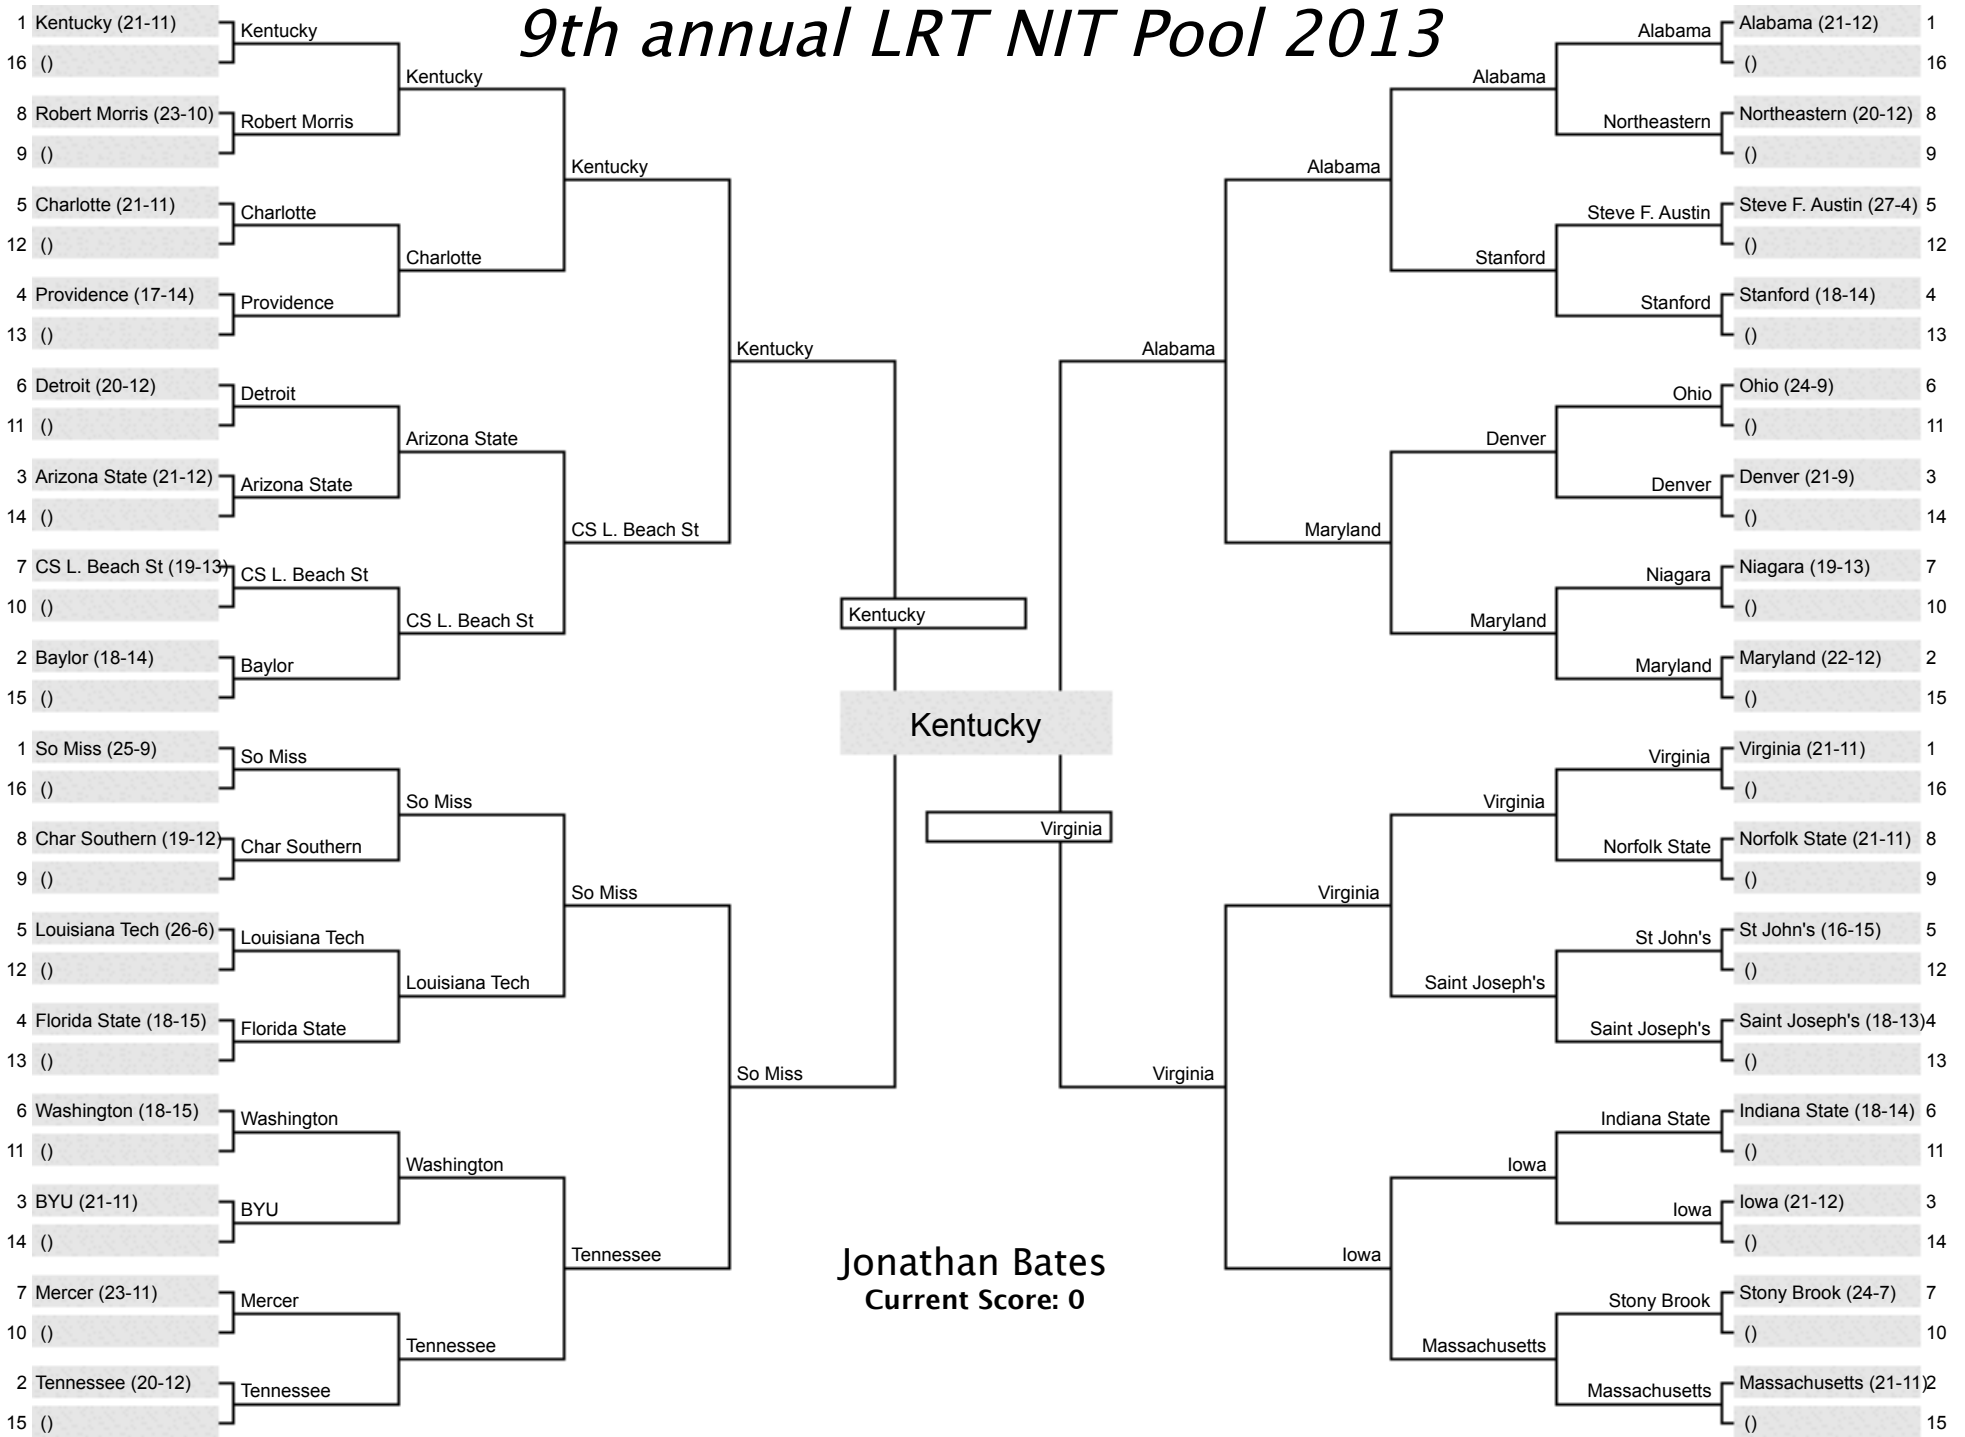 9th annual LRT NIT Pool 2013
1 Kentucky (21-11)
16 ()
8 Robert Morris (23-10)
9 ()
5 Charlotte (21-11)
12 ()
4 Providence (17-14)
13 ()
6 Detroit (20-12)
11 ()
3 Arizona State (21-12)
14 ()
7 CS L. Beach St (19-13)
10 ()
2 Baylor (18-14)
15 ()
1 So Miss (25-9)
16 ()
8 Char Southern (19-12)
9 ()
5 Louisiana Tech (26-6)
12 ()
4 Florida State (18-15)
13 ()
6 Washington (18-15)
11 ()
3 BYU (21-11)
14 ()
7 Mercer (23-11)
10 ()
2 Tennessee (20-12)
15 ()
Kentucky
Robert Morris
Charlotte
Providence
Detroit
Arizona State
CS L. Beach St
Baylor
So Miss
Char Southern
Louisiana Tech
Florida State
Washington
BYU
Mercer
Tennessee
Kentucky
Charlotte
Arizona State
CS L. Beach St
So Miss
Louisiana Tech
Washington
Tennessee
Kentucky
CS L. Beach St
So Miss
Tennessee
Kentucky
So Miss
Kentucky
Kentucky
Virginia
Jonathan Bates
Current Score: 0
Alabama
Virginia
Alabama
Maryland
Virginia
Iowa
Alabama
Stanford
Denver
Maryland
Virginia
Saint Joseph's
Iowa
Massachusetts
Alabama
Northeastern
Steve F. Austin
Stanford
Ohio
Denver
Niagara
Maryland
Virginia
Norfolk State
St John's
Saint Joseph's
Indiana State
Iowa
Stony Brook
Massachusetts
Alabama (21-12) 1
() 16
Northeastern (20-12) 8
() 9
Steve F. Austin (27-4) 5
() 12
Stanford (18-14) 4
() 13
Ohio (24-9) 6
() 11
Denver (21-9) 3
() 14
Niagara (19-13) 7
() 10
Maryland (22-12) 2
() 15
Virginia (21-11) 1
() 16
Norfolk State (21-11) 8
() 9
St John's (16-15) 5
() 12
Saint Joseph's (18-13) 4
() 13
Indiana State (18-14) 6
() 11
Iowa (21-12) 3
() 14
Stony Brook (24-7) 7
() 10
Massachusetts (21-11) 2
() 15